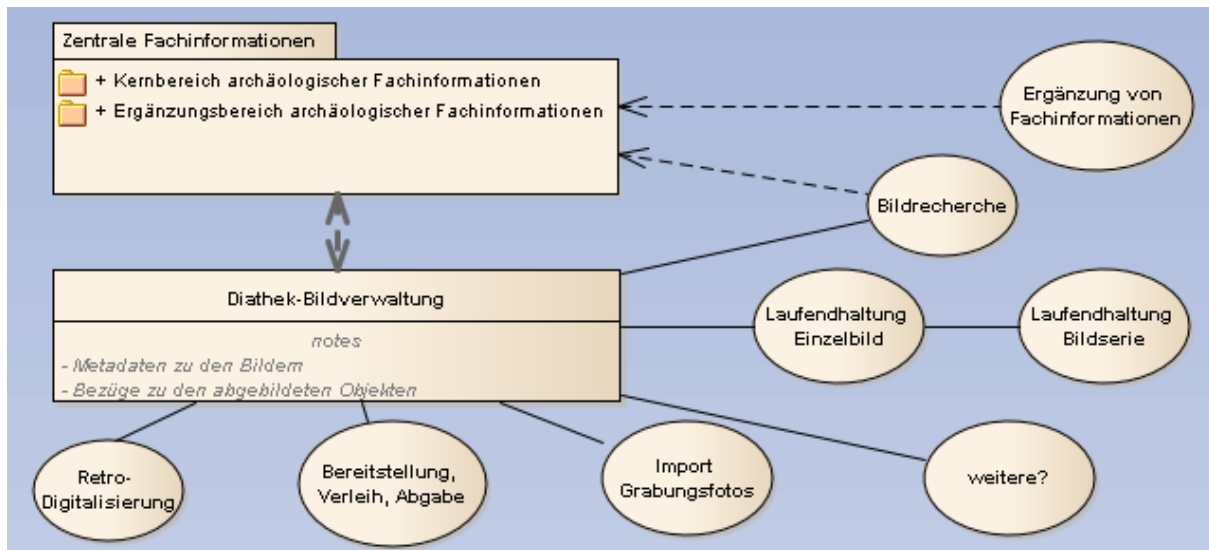 Zentrale Fachinformationen
+ Kernbereich archäologischer Fachinformationen
+ Ergänzungsbereich archäologischer Fachinformationen
Ergänzung von
Fachinformationen
Bildrecherche
Diathek-Bildverwaltung
notes
- Metadaten zu den Bildern
- Bezüge zu den abgebildeten Objekten
Laufendhaltung
Einzelbild
Laufendhaltung
Bildserie
Retro-
Digitalisierung
Bereitstellung,
Verleih, Abgabe
Import
Grabungsfotos
weitere?